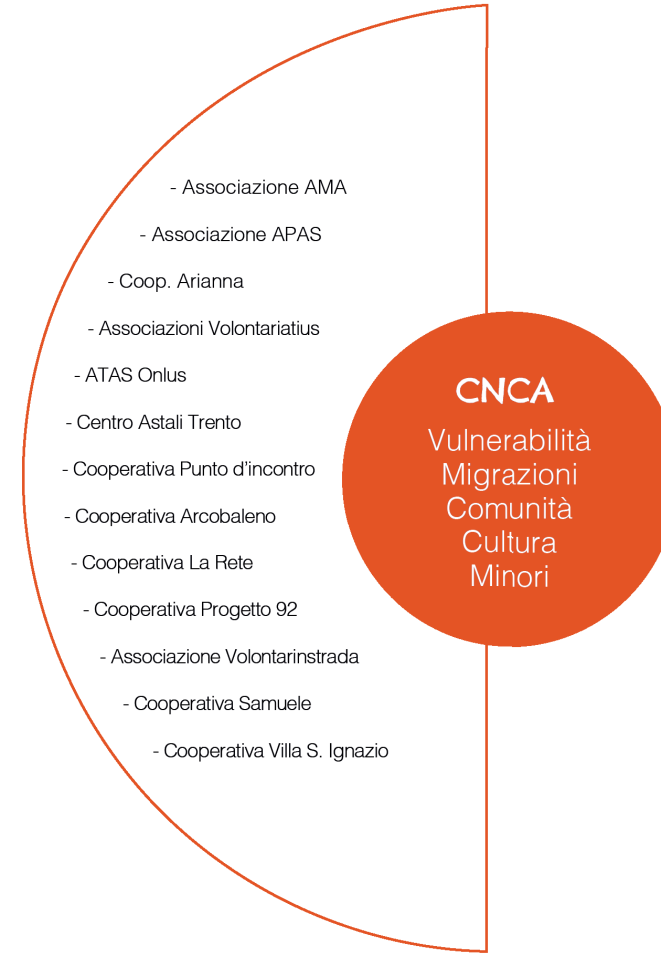 - Associazione AMA
- Associazione APAS
- Coop. Arianna
- Associazioni Volontariatius
- ATAS Onlus
- Centro Astali Trento
- Cooperativa Punto d'incontro
- Cooperativa Arcobaleno
- Cooperativa La Rete
- Cooperativa Progetto 92
- Associazione Volontarinstrada
- Cooperativa Samuele
- Cooperativa Villa S. Ignazio
CNCA
Vulnerabilità
Migrazioni
Comunità
Cultura
Minori